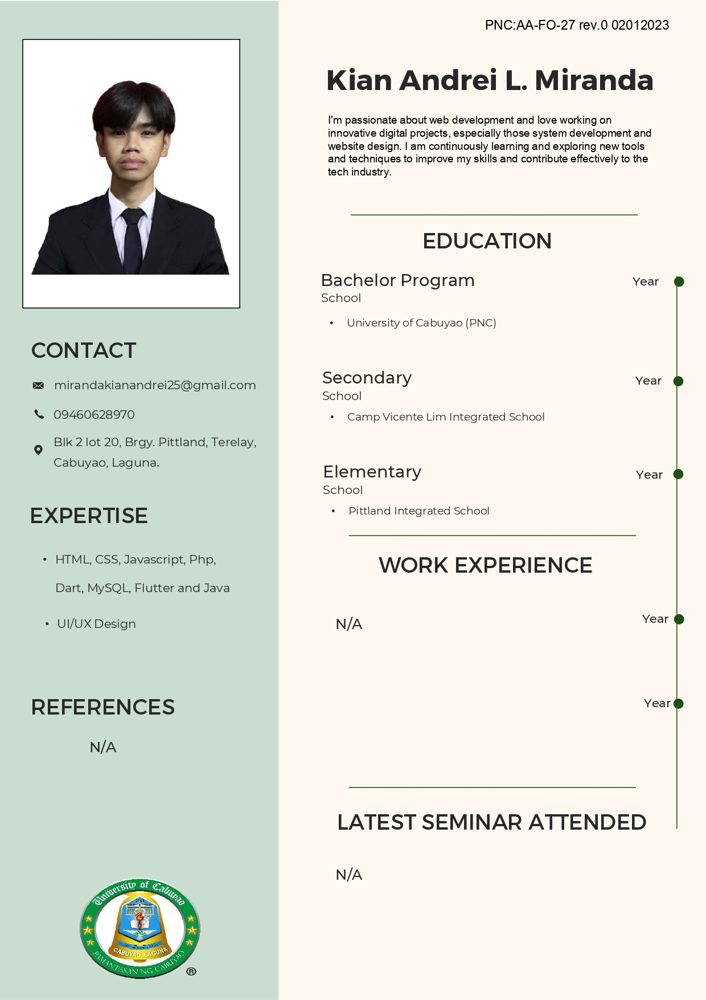 PNC:AA-FO-27 rev.0 02012023
Kian Andrei L. Miranda
I'm passionate about web development and love working on
innovative digital projects, especially those system development and
website design. I am continuously learning and exploring new tools
and techniques to improve my skills and contribute effectively to the
tech industry.
CONTACT
mirandakianandrei25@gmail.com
09460628970
Blk 2 lot 20, Brgy. Pittland, Terelay,
Cabuyao, Laguna.
EXPERTISE
• HTML, CSS, Javascript, Php,
Dart, MySQL, Flutter and Java
• UI/UX Design
REFERENCES
N/A
University of Cabuyao
2003
CABUYAO, LAGUNA
PAMANTASAN NG CABUYAO
®
EDUCATION
Bachelor Program Year
School
• University of Cabuyao (PNC)
Secondary Year
School
• Camp Vicente Lim Integrated School
Elementary Year
School
• Pittland Integrated School
WORK EXPERIENCE
N/A Year
Year
LATEST SEMINAR ATTENDED
N/A